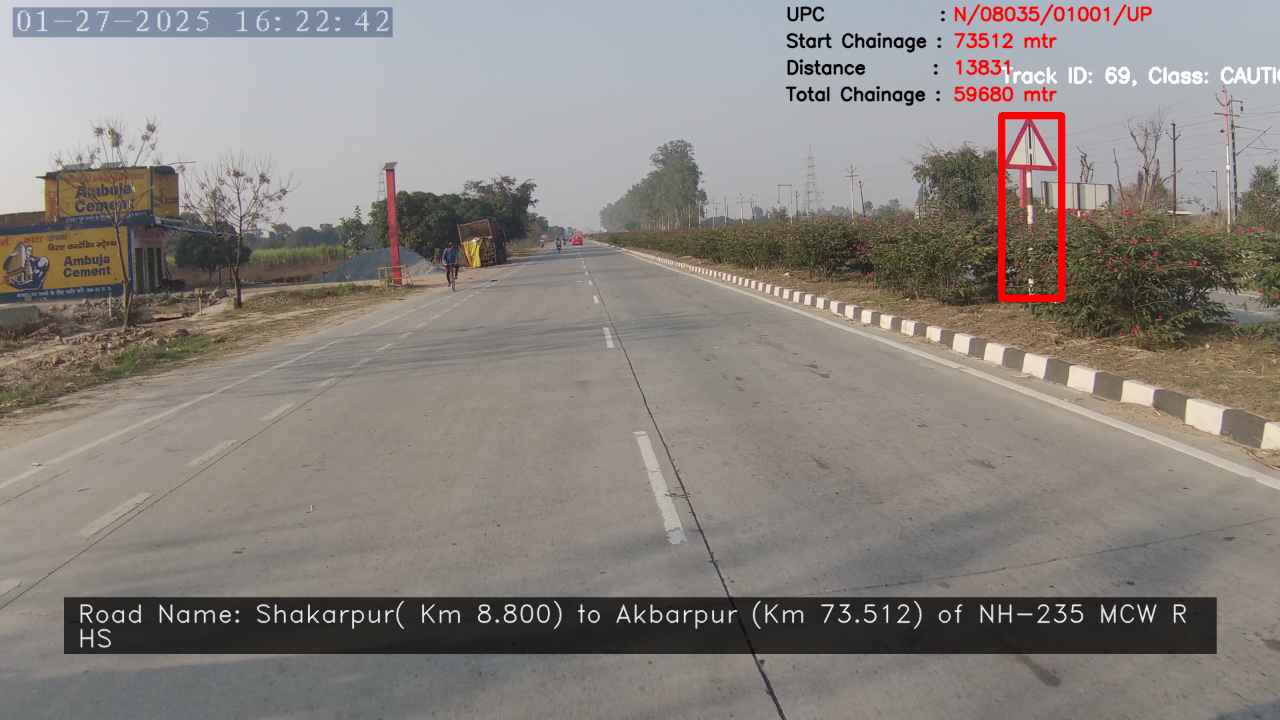 01-27-2025 16:22:42
UPC : N/08035/01001/UP
Start Chainage : 73512 mtr
Distance : 13831
Track ID: 69, Class: CAUTIO
Total Chainage : 59680 mtr
Ambuja
Cement
Ambuja
Cement
Road Name: Shakarpur( Km 8.800) to Akbarpur (Km 73.512) of NH-235 MCW R
HS